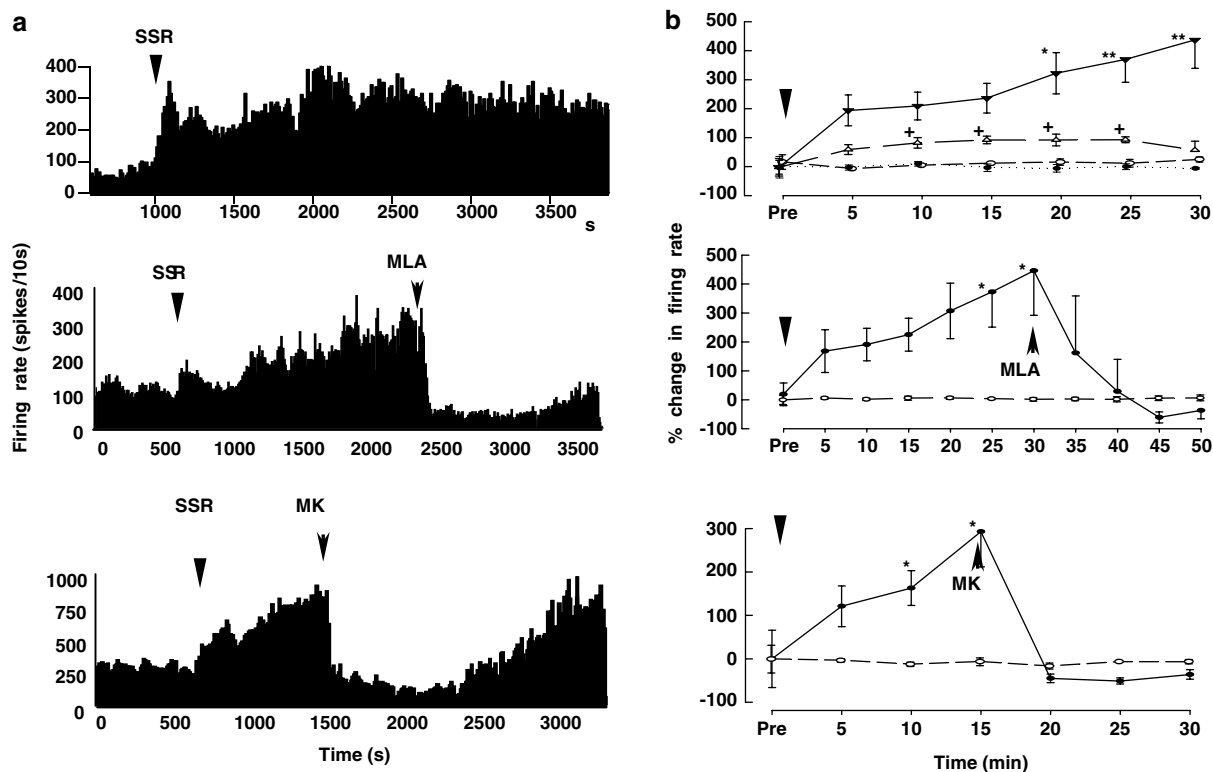 a
SSR
400
300
200
100
0
1000 1500 2000 2500 3000 3500
s
Firing rate (spikes/10s)
SSR
MLA
400
300
200
100
0
0 500 1000 1500 2000 2500 3500
SSR
MK
1000
750
500
250
0
0 500 1000 1500 2000 2500 3000
Time (s)
b
500
400
300
200
100
0
-100
* ** **
+ + + +
Pre 5 10 15 20 25 30
% change in firing rate
500
400
300
200
100
0
-100
* *
MLA
Pre 5 10 15 20 25 30 35 40 45 50
300
200
100
0
-100
* *
MK
Pre 5 10 15 20 25 30
Time (min)